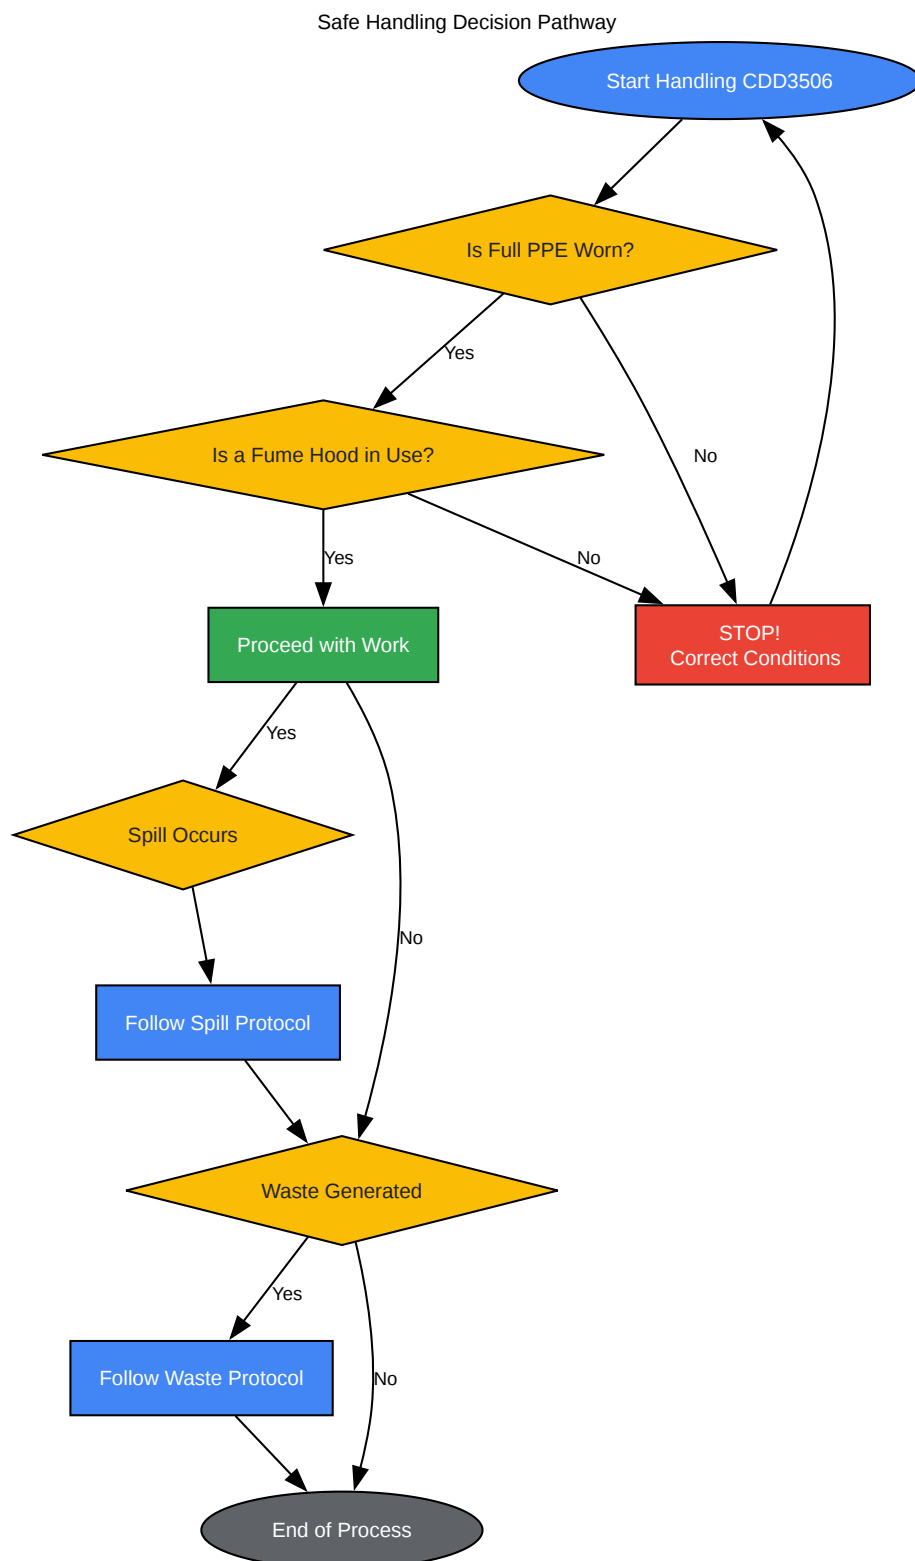 Safe Handling Decision Pathway
Start Handling CDD3506
Is Full PPE Worn?
Yes
Is a Fume Hood in Use?
No
Yes
No
Proceed with Work
STOP!
Correct Conditions
Yes
Spill Occurs
No
Follow Spill Protocol
Waste Generated
Yes
Follow Waste Protocol
No
End of Process